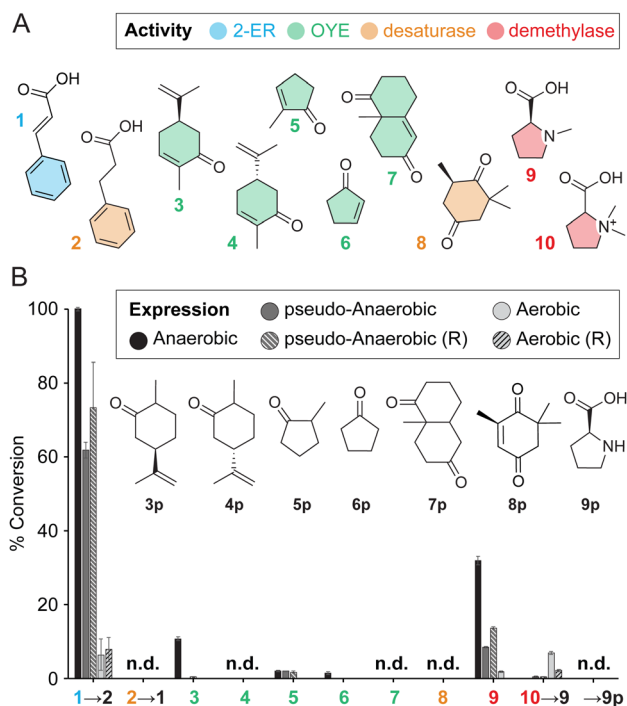 A
Activity 2-ER OYE desaturase demethylase
OH
O
1
OH
O
2
O
3
O
4
O
5
O
6
O
O
7
O
O
8
O
OH
N
9
O
OH
N+
10
B
Expression pseudo-Anaerobic Aerobic
Anaerobic pseudo-Anaerobic (R) Aerobic (R)
O
3p
O
4p
O
5p
O
6p
O
O
7p
O
O
8p
O
OH
NH
9p
% Conversion
100
80
60
40
20
0
n.d. n.d. n.d. n.d. n.d.
1→2 2→1 3 4 5 6 7 8 9 10→9 →9p